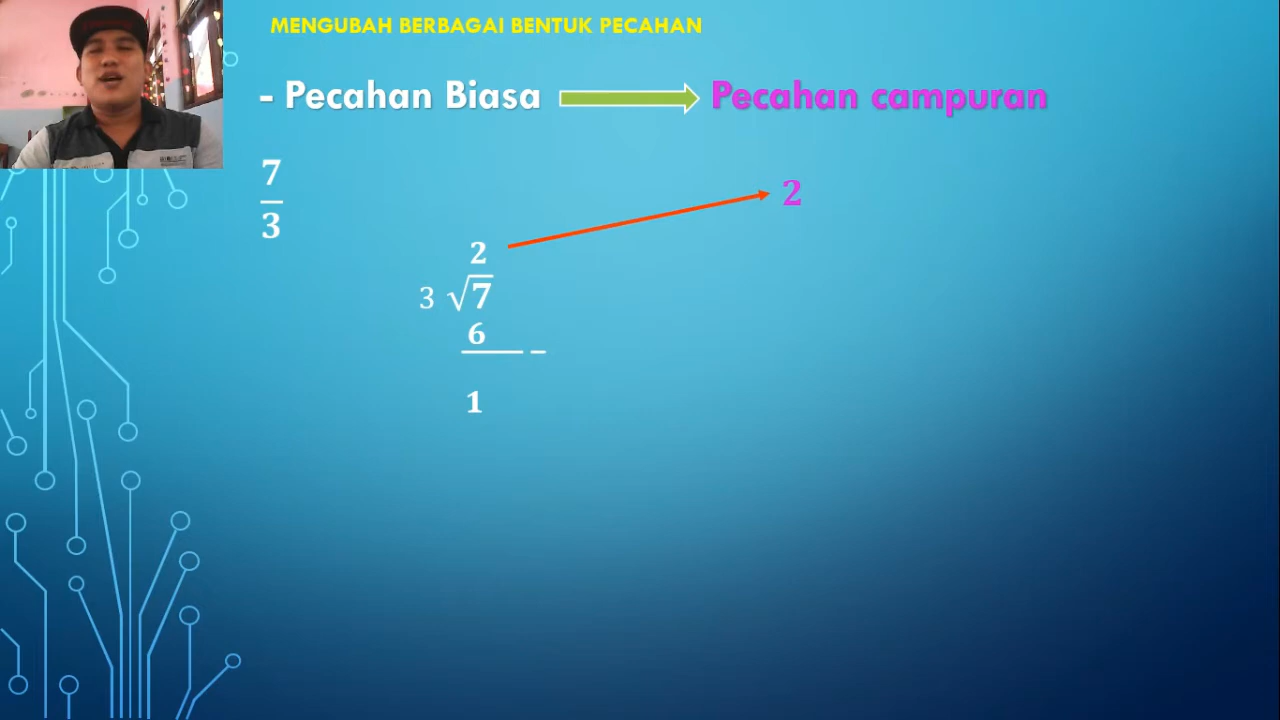 MENGUBAH BERBAGAI BENTUK PECAHAN
- Pecahan Biasa
Pecahan campuran
7
3
2
2
3 √7
6
–
1